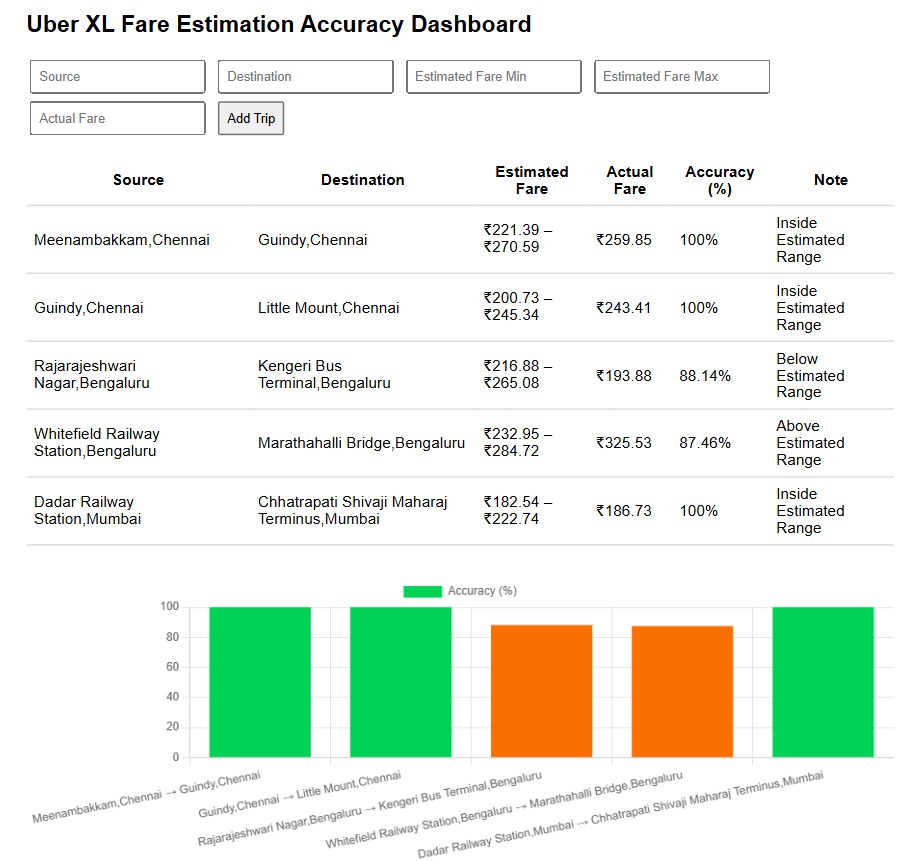 Uber XL Fare Estimation Accuracy Dashboard
Source
Destination
Estimated Fare Min
Estimated Fare Max
Actual Fare
Add Trip
Source
Destination
Estimated
Fare
Actual
Fare
Accuracy
(%)
Note
Meenambakkam,Chennai
Guindy,Chennai
₹221.39 –
₹270.59
₹259.85
100%
Inside
Estimated
Range
Guindy,Chennai
Little Mount,Chennai
₹200.73 –
₹245.34
₹243.41
100%
Inside
Estimated
Range
Rajarajeshwari
Nagar,Bengaluru
Kengeri Bus
Terminal,Bengaluru
₹216.88 –
₹265.08
₹193.88
88.14%
Below
Estimated
Range
Whitefield Railway
Station,Bengaluru
Marathahalli Bridge,Bengaluru
₹232.95 –
₹284.72
₹325.53
87.46%
Above
Estimated
Range
Dadar Railway
Station,Mumbai
Chhatrapati Shivaji Maharaj
Terminus,Mumbai
₹182.54 –
₹222.74
₹186.73
100%
Inside
Estimated
Range
Accuracy (%)
100
80
60
40
20
0
Meenambakkam,Chennai → Guindy,Chennai
Guindy,Chennai → Little Mount,Chennai
Rajarajeshwari Nagar,Bengaluru → Kengeri Bus Terminal,Bengaluru
Whitefield Railway Station,Bengaluru → Marathahalli Bridge,Bengaluru
Dadar Railway Station,Mumbai → Chhatrapati Shivaji Maharaj Terminus,Mumbai